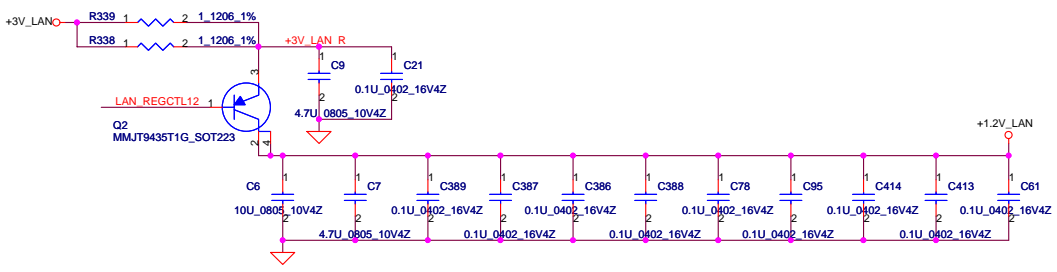 R339 1 2 1_1206_1%
+3V_LAN
R338 1 2 1_1206_1% +3V_LAN_R
1 1
C9 C21
3 0.1U_0402_16V4Z
2 2
LAN_REGCTL12 1
4.7U_0805_10V4Z
Q2
MMJT9435T1G_SOT223
+1.2V_LAN
2 4
1 1 1 1 1 1 1 1 1 1 1
C6 C7 C389 C387 C386 C388 C78 C95 C414 C413 C61
10U_0805_10V4Z 0.1U_0402_16V4Z 0.1U_0402_16V4Z 0.1U_0402_16V4Z 0.1U_0402_16V4Z 0.1U_0402_16V4Z
2 2 2 2 2 2 2 2 2 2 2
4.7U_0805_10V4Z 0.1U_0402_16V4Z 0.1U_0402_16V4Z 0.1U_0402_16V4Z 0.1U_0402_16V4Z